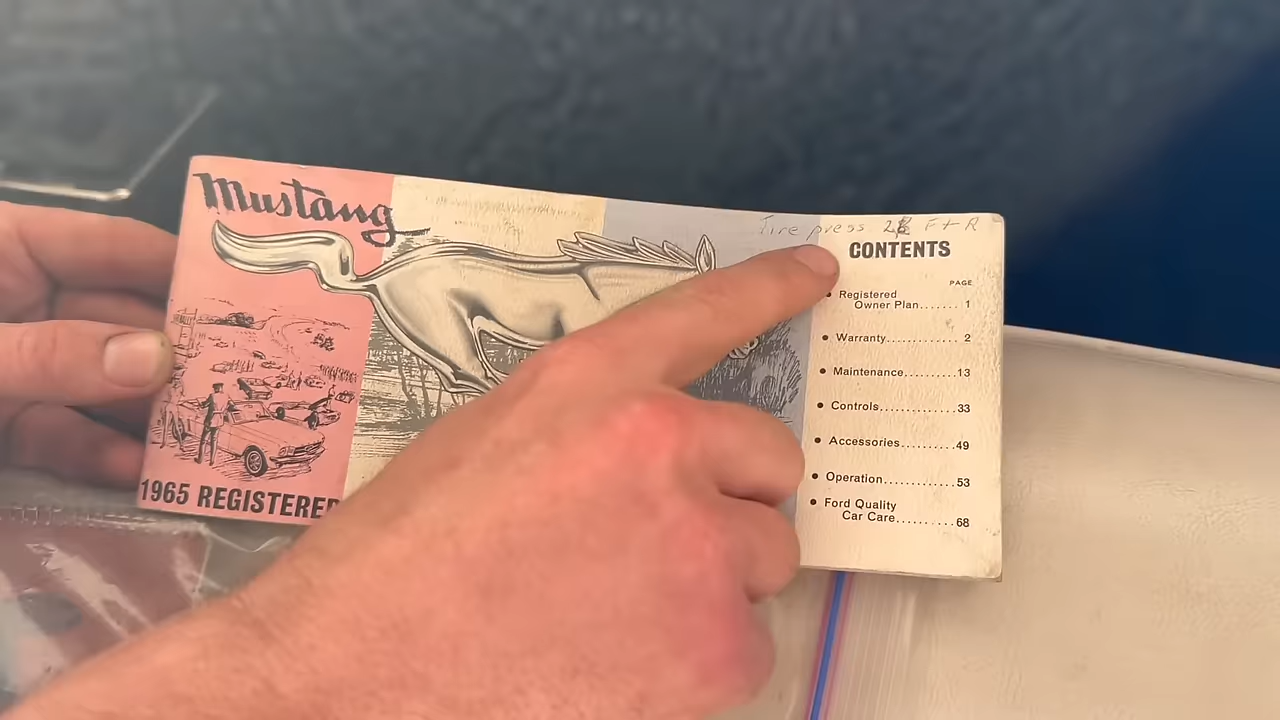 Mustang
1965 REGISTERED
Tire press F + R
CONTENTS
PAGE
• Registered
Owner Plan...... 1
• Warranty............. 2
• Maintenance..........13
• Controls..............33
• Accessories..........49
• Operation.............53
• Ford Quality
Car Care..........68